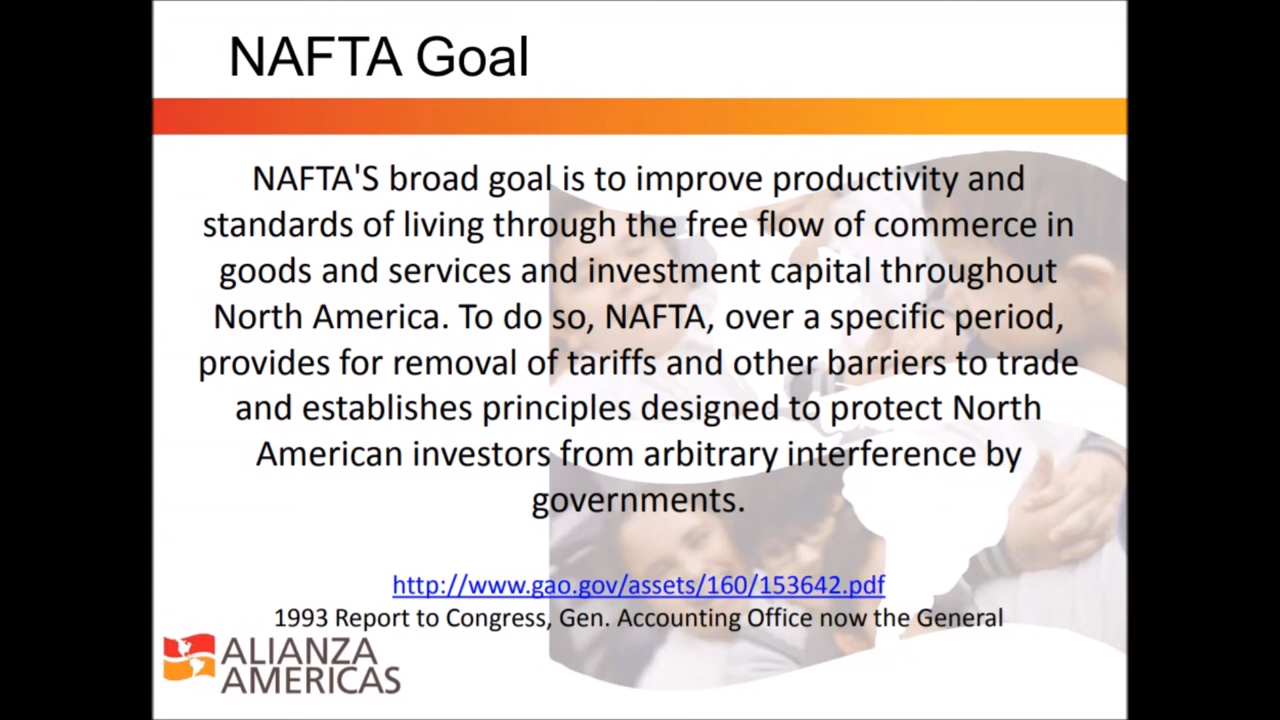 NAFTA Goal
NAFTA'S broad goal is to improve productivity and
standards of living through the free flow of commerce in
goods and services and investment capital throughout
North America. To do so, NAFTA, over a specific period,
provides for removal of tariffs and other barriers to trade
and establishes principles designed to protect North
American investors from arbitrary interference by
governments.
http://www.gao.gov/assets/160/153642.pdf
1993 Report to Congress, Gen. Accounting Office now the General
ALIANZA
AMERICAS